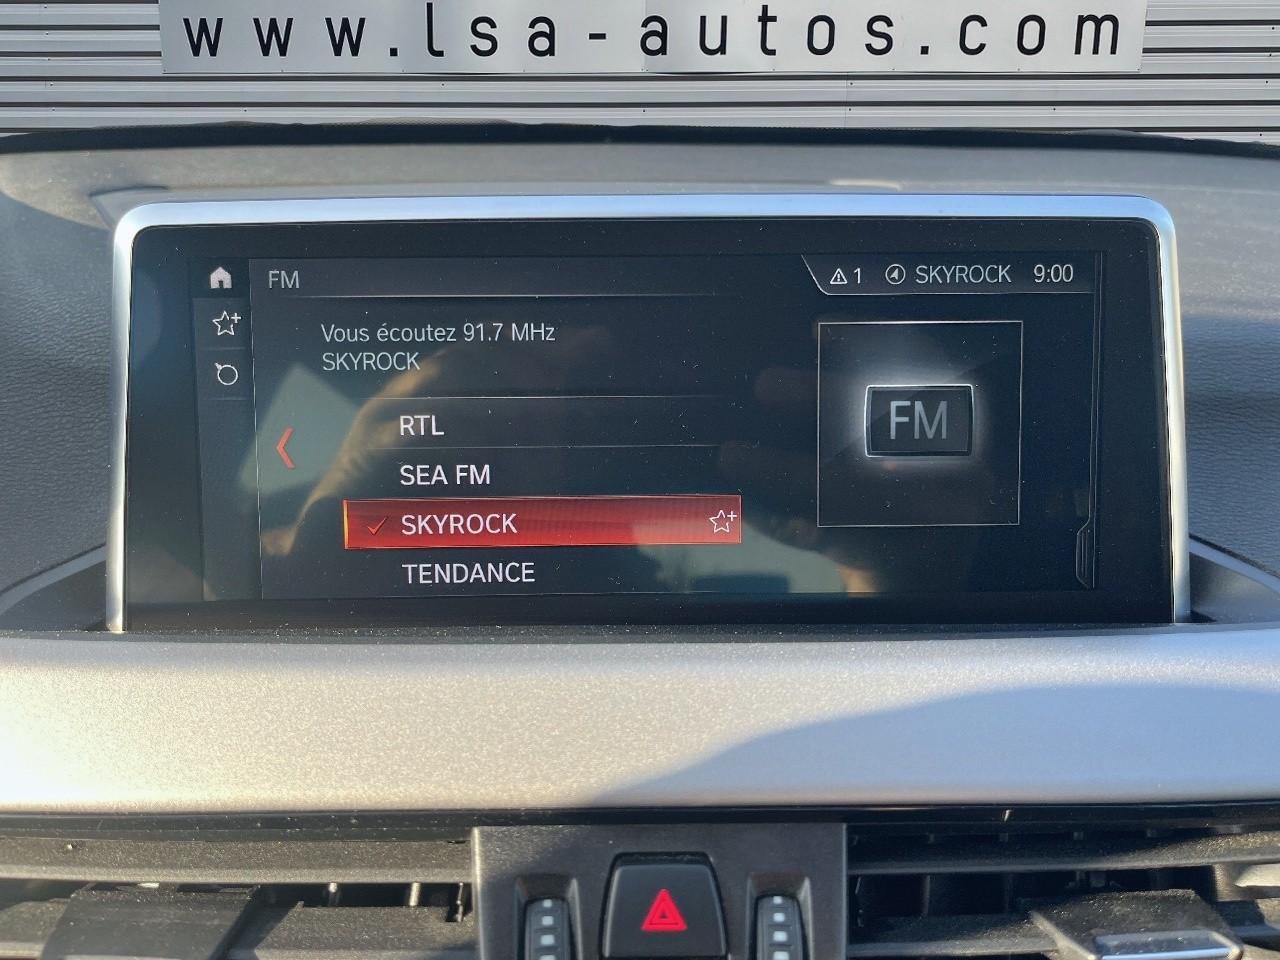 www.lsa-autos.com
FM
1 SKYROCK 9:00
Vous écoutez 91.7 MHz
SKYROCK
FM
RTL
SEA FM
SKYROCK
TENDANCE